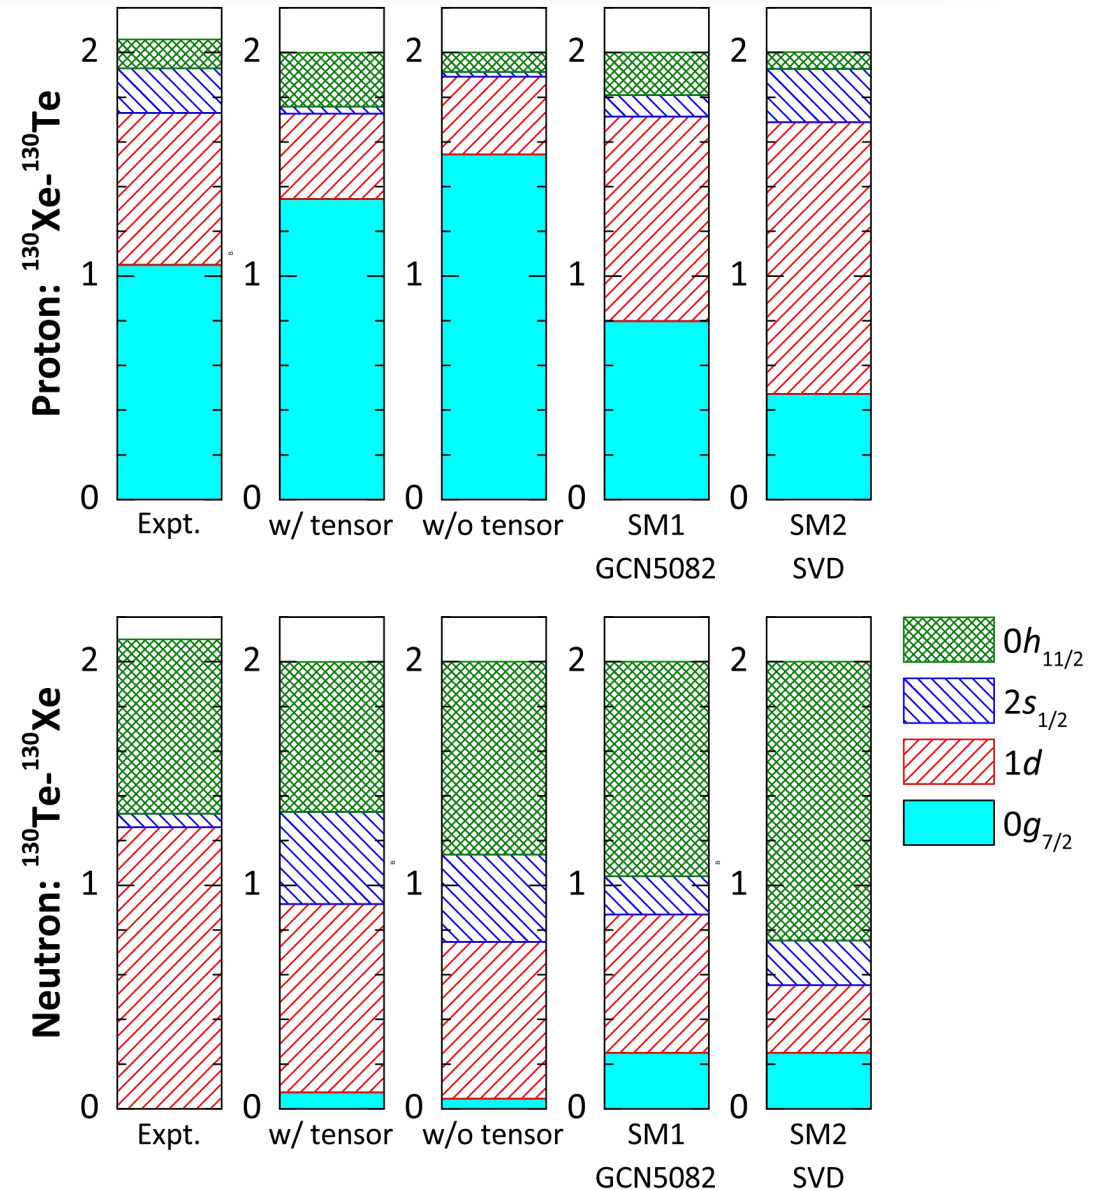 Proton: ¹³⁰Xe-¹³⁰Te
2 2 2 2 2
1 1 1 1 1
0 0 0 0 0
Expt. w/ tensor w/o tensor SM1 SM2
GCN5082 SVD
Neutron: ¹³⁰Te-¹³⁰Xe
2 2 2 2 2
1 1 1 1 1
0 0 0 0 0
Expt. w/ tensor w/o tensor SM1 SM2
GCN5082 SVD
0h₁₁/₂
2s₁/₂
1d
0g₇/₂